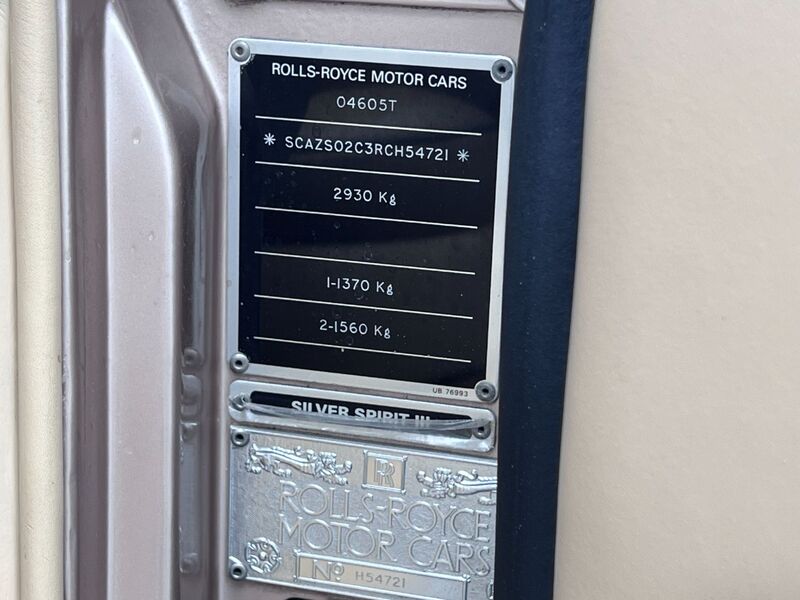 ROLLS-ROYCE MOTOR CARS
04605T
* SCAZS02C3RCH54721 *
2930 Kg
1-1370 Kg
2-1560 Kg
UB.76993
SILVER SPIRIT III
RR
ROLLS-ROYCE
MOTOR CARS
Nº H54721